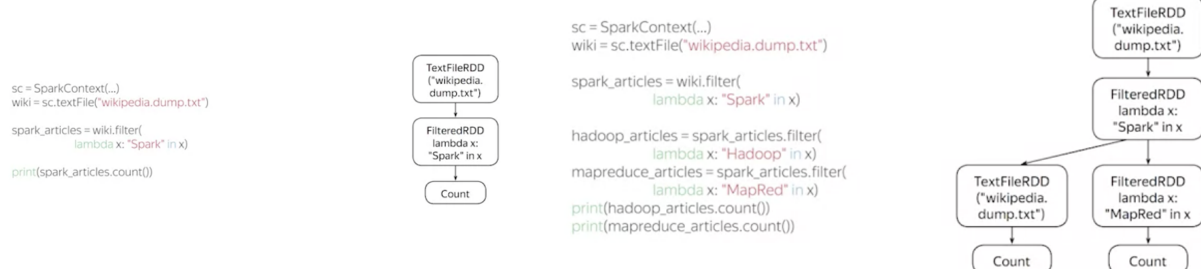 sc = SparkContext(...)
wiki = sc.textFile("wikipedia.dump.txt")
spark_articles = wiki.filter(
lambda x: "Spark" in x)
print(spark_articles.count())
TextFileRDD
("wikipedia.
dump.txt")
FilteredRDD
lambda x:
"Spark" in x
Count
sc = SparkContext(...)
wiki = sc.textFile("wikipedia.dump.txt")
spark_articles = wiki.filter(
lambda x: "Spark" in x)
hadoop_articles = spark_articles.filter(
lambda x: "Hadoop" in x)
mapreduce_articles = spark_articles.filter(
lambda x: "MapRed" in x)
print(hadoop_articles.count())
print(mapreduce_articles.count())
TextFileRDD
("wikipedia.
dump.txt")
FilteredRDD
lambda x:
"Spark" in x
TextFileRDD
("wikipedia.
dump.txt")
Count
FilteredRDD
lambda x:
"MapRed" in x
Count